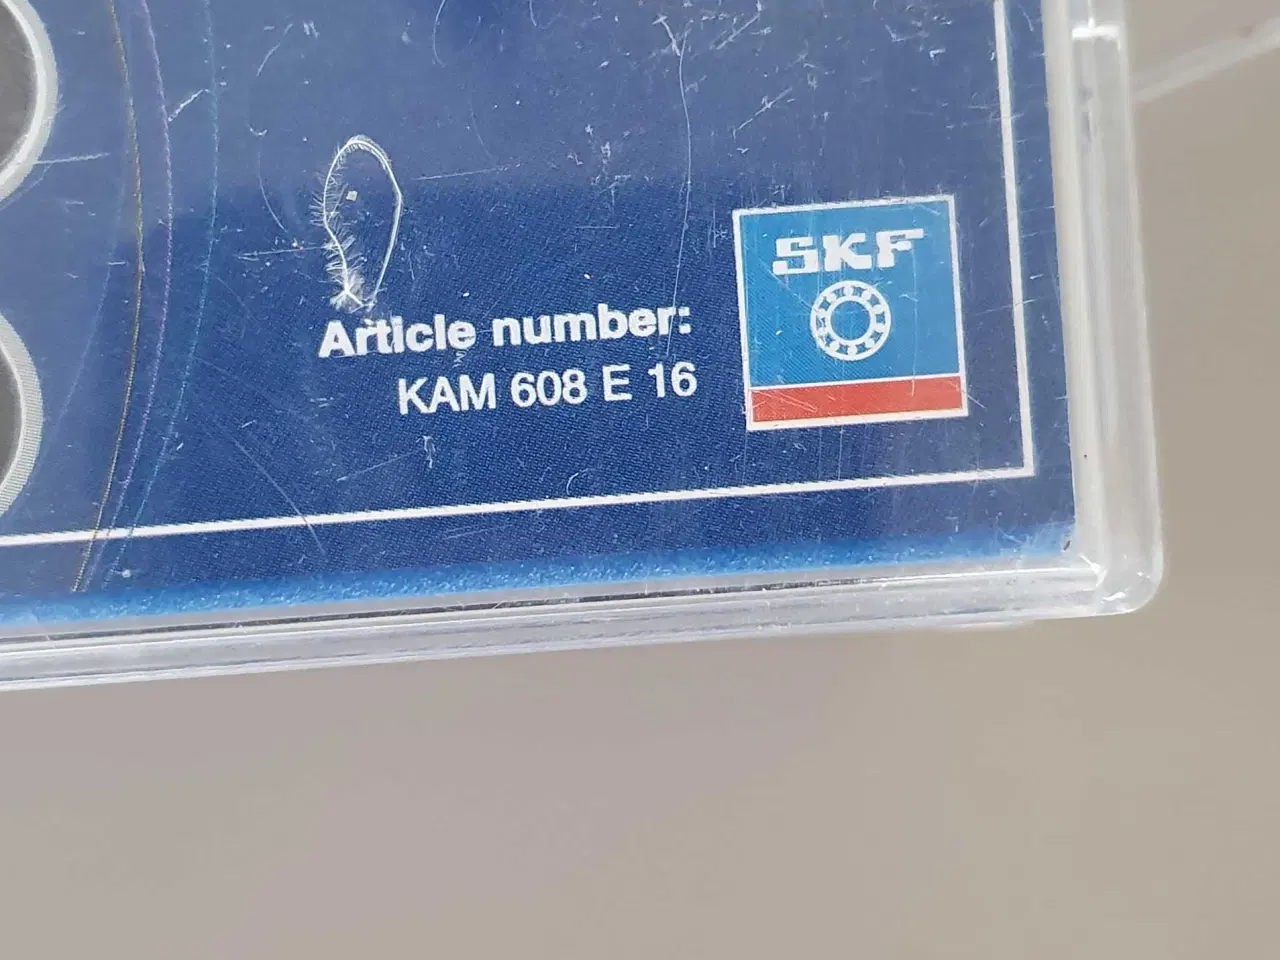 SKF
Article number:
KAM 608 E 16